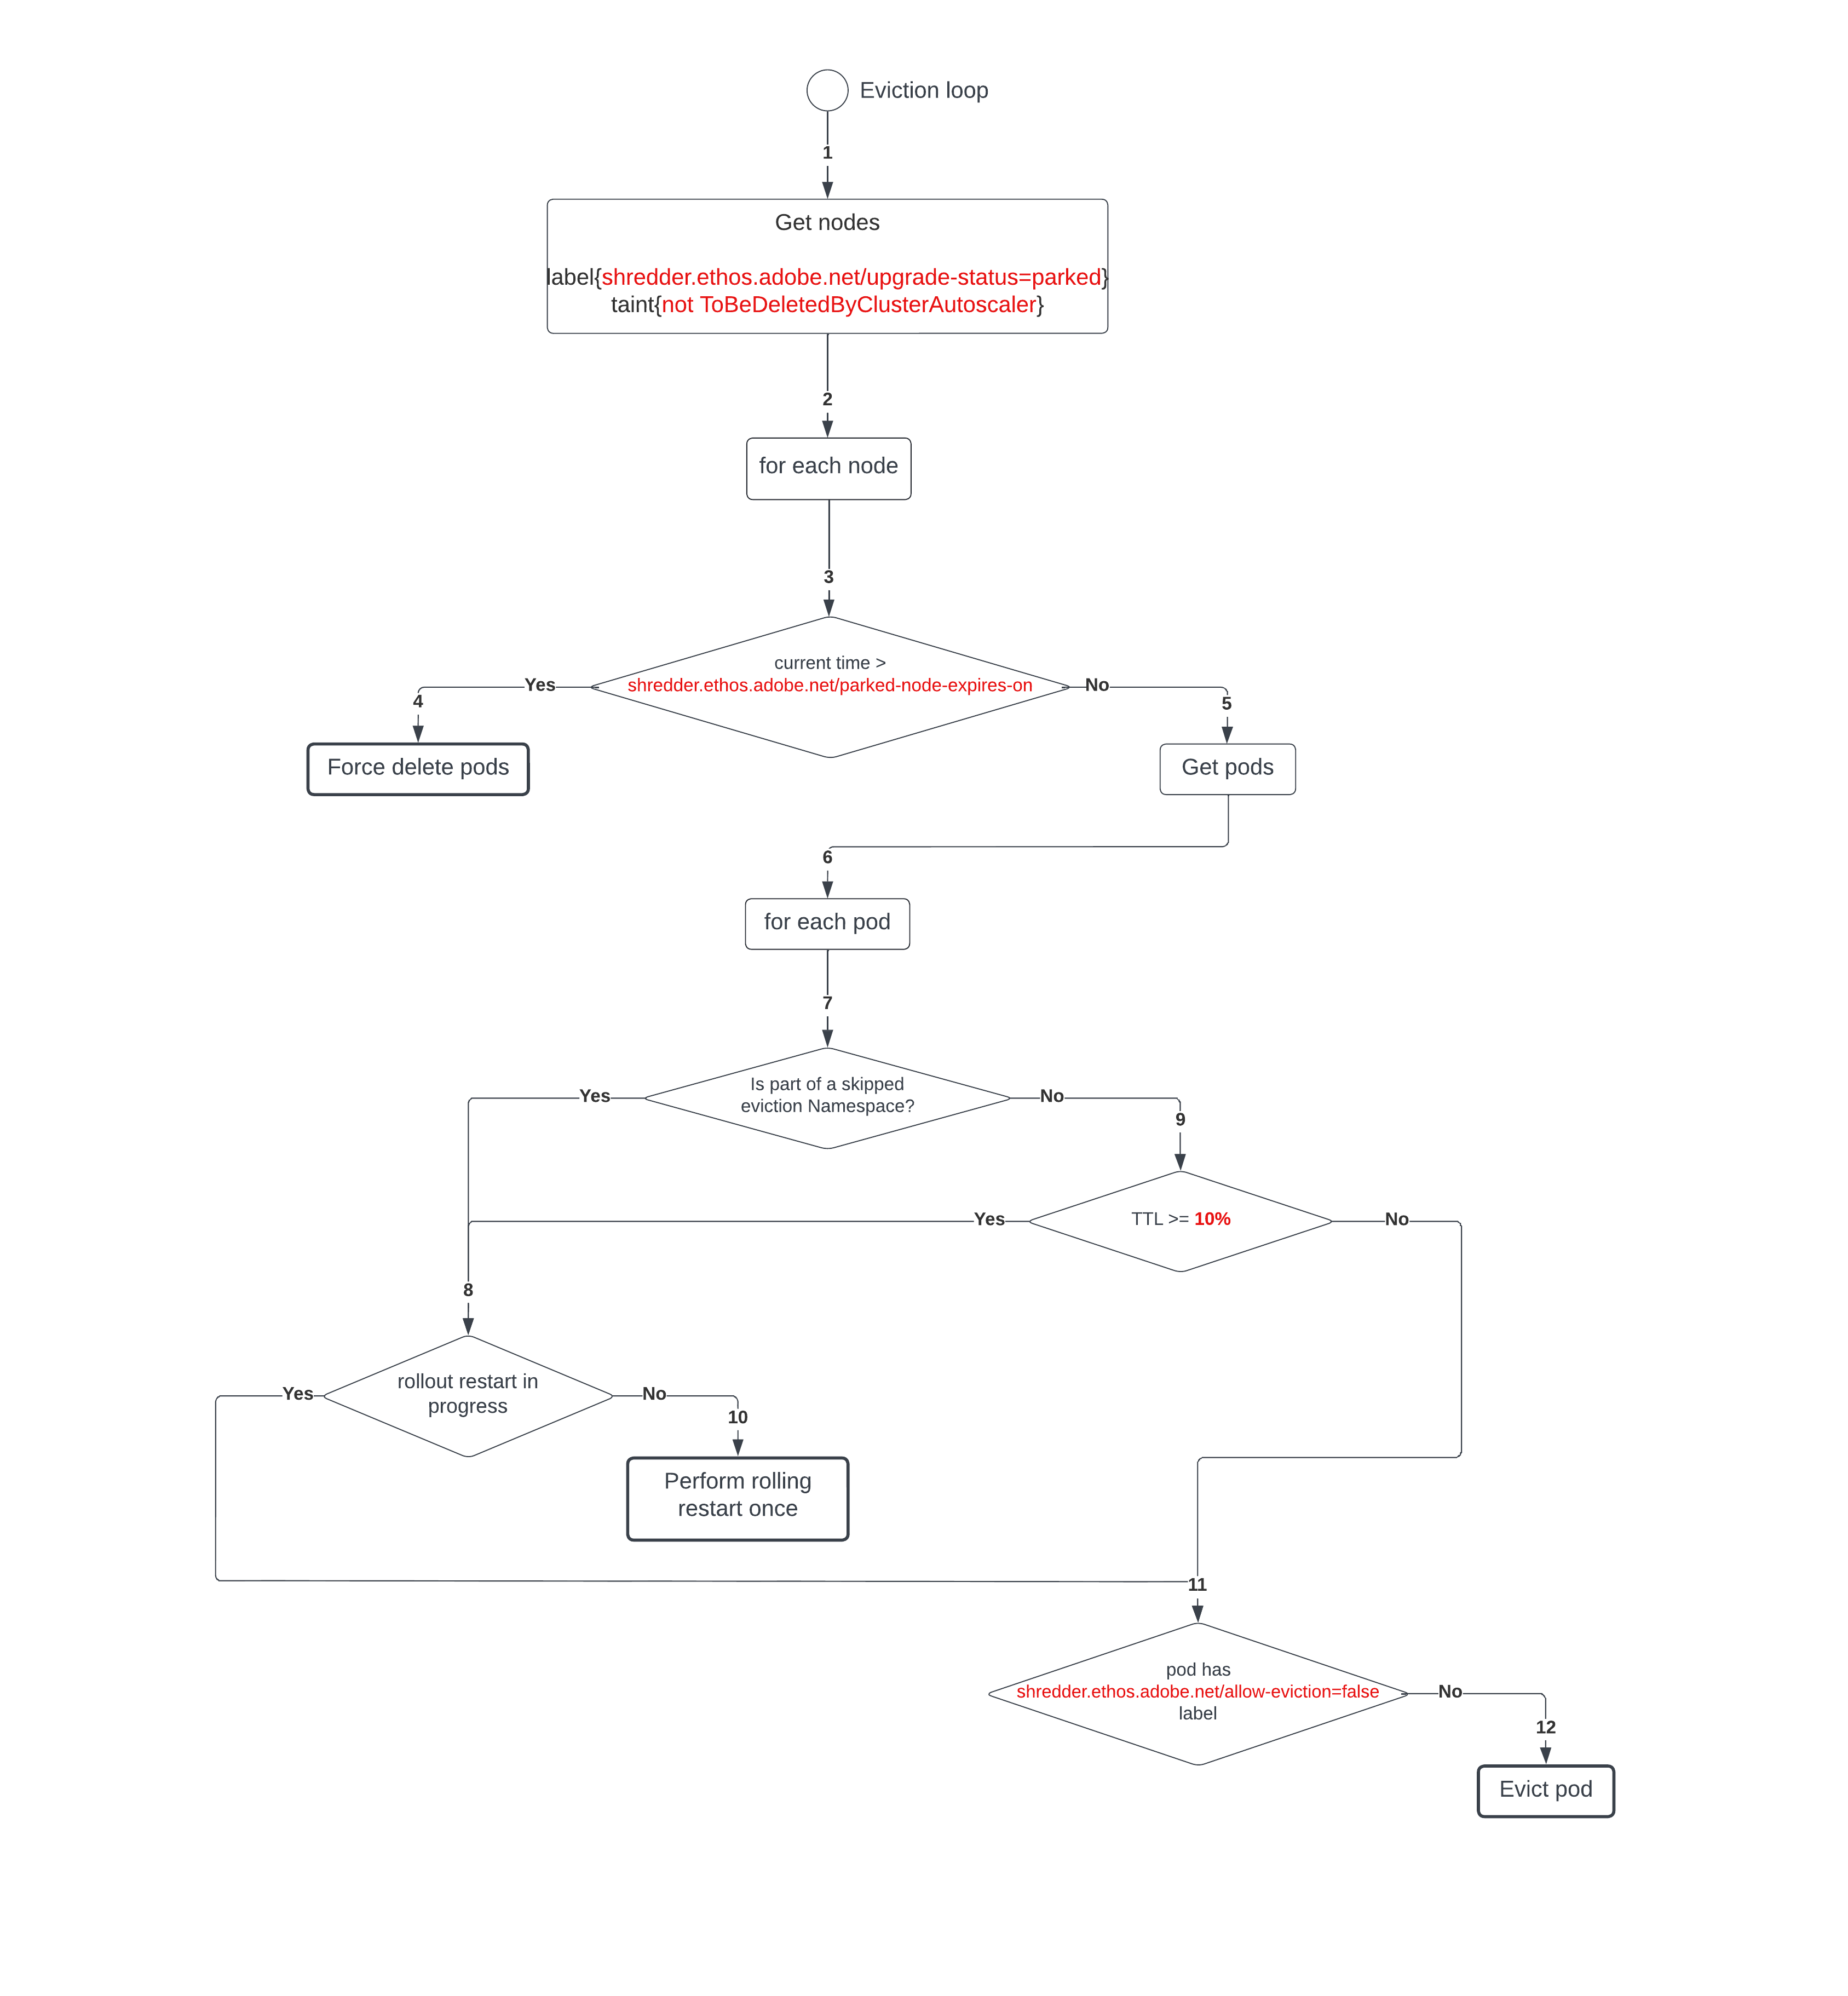 Eviction loop
1
Get nodes
label{shredder.ethos.adobe.net/upgrade-status=parked}
taint{not ToBeDeletedByClusterAutoscaler}
2
for each node
3
current time >
shredder.ethos.adobe.net/parked-node-expires-on
Yes
No
4
5
Force delete pods
Get pods
6
for each pod
7
Is part of a skipped
eviction Namespace?
Yes
No
9
TTL >= 10%
Yes
No
8
rollout restart in
progress
Yes
No
10
Perform rolling
restart once
11
pod has
shredder.ethos.adobe.net/allow-eviction=false
label
No
12
Evict pod